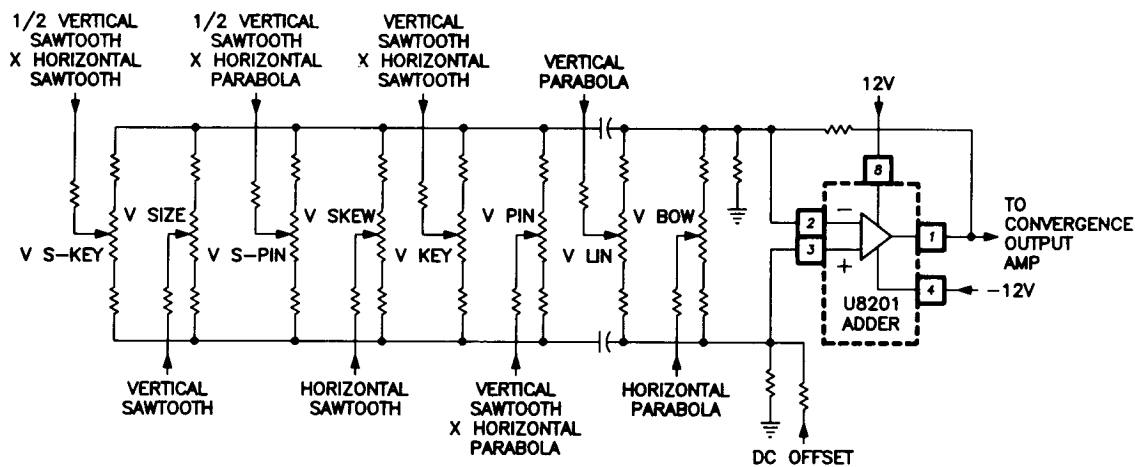 1/2 VERTICAL
SAWTOOTH
X HORIZONTAL
SAWTOOTH
1/2 VERTICAL
SAWTOOTH
X HORIZONTAL
PARABOLA
VERTICAL
SAWTOOTH
X HORIZONTAL
SAWTOOTH
VERTICAL
PARABOLA
12V
8
V SIZE
V SKEW
V PIN
V BOW
V S-KEY
V S-PIN
V KEY
V LIN
2
−
3
+
1
TO
CONVERGENCE
OUTPUT
AMP
4
−12V
U8201
ADDER
VERTICAL
SAWTOOTH
HORIZONTAL
SAWTOOTH
VERTICAL
SAWTOOTH
X HORIZONTAL
PARABOLA
HORIZONTAL
PARABOLA
DC OFFSET